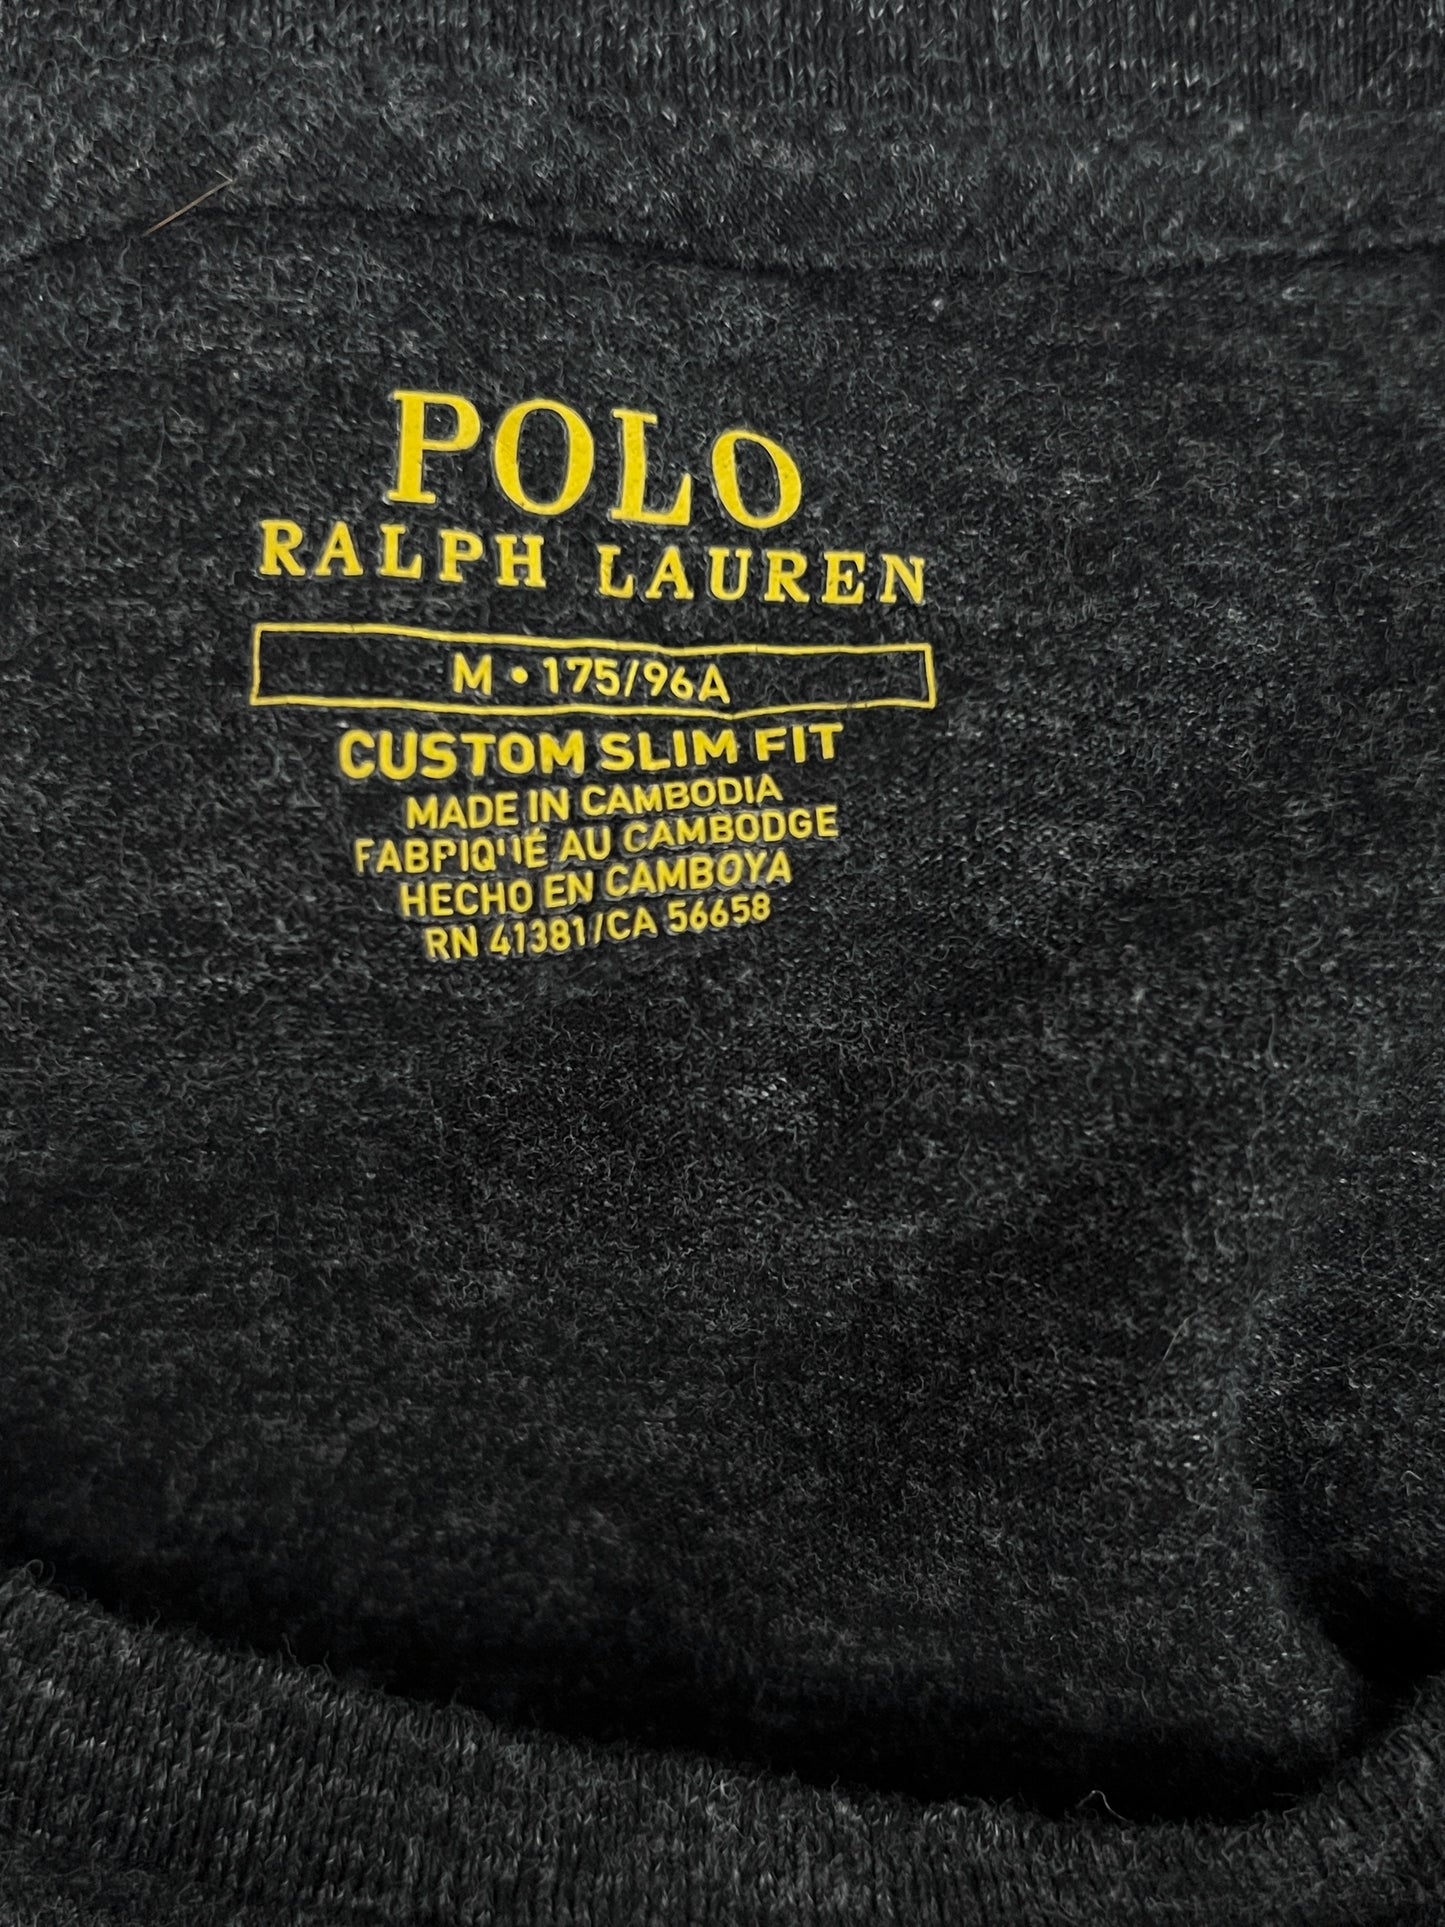 POLO
RALPH LAUREN
M • 175/96A
CUSTOM SLIM FIT
MADE IN CAMBODIA
FABRIQUÉ AU CAMBODGE
HECHO EN CAMBOYA
RN 41381/CA 56658